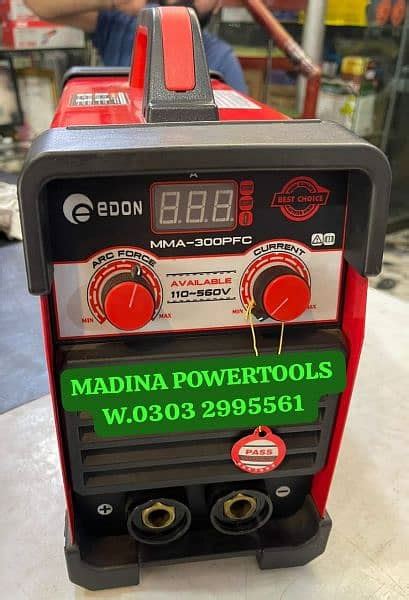 A
EDON
8.8.8.
BEST CHOICE
MMA-300PFC
ARC FORCE
CURRENT
AVAILABLE
110~560V
MIN
MAX
MIN
MAX
MADINA POWERTOOLS
W.0303 2995561
PASS
+
-